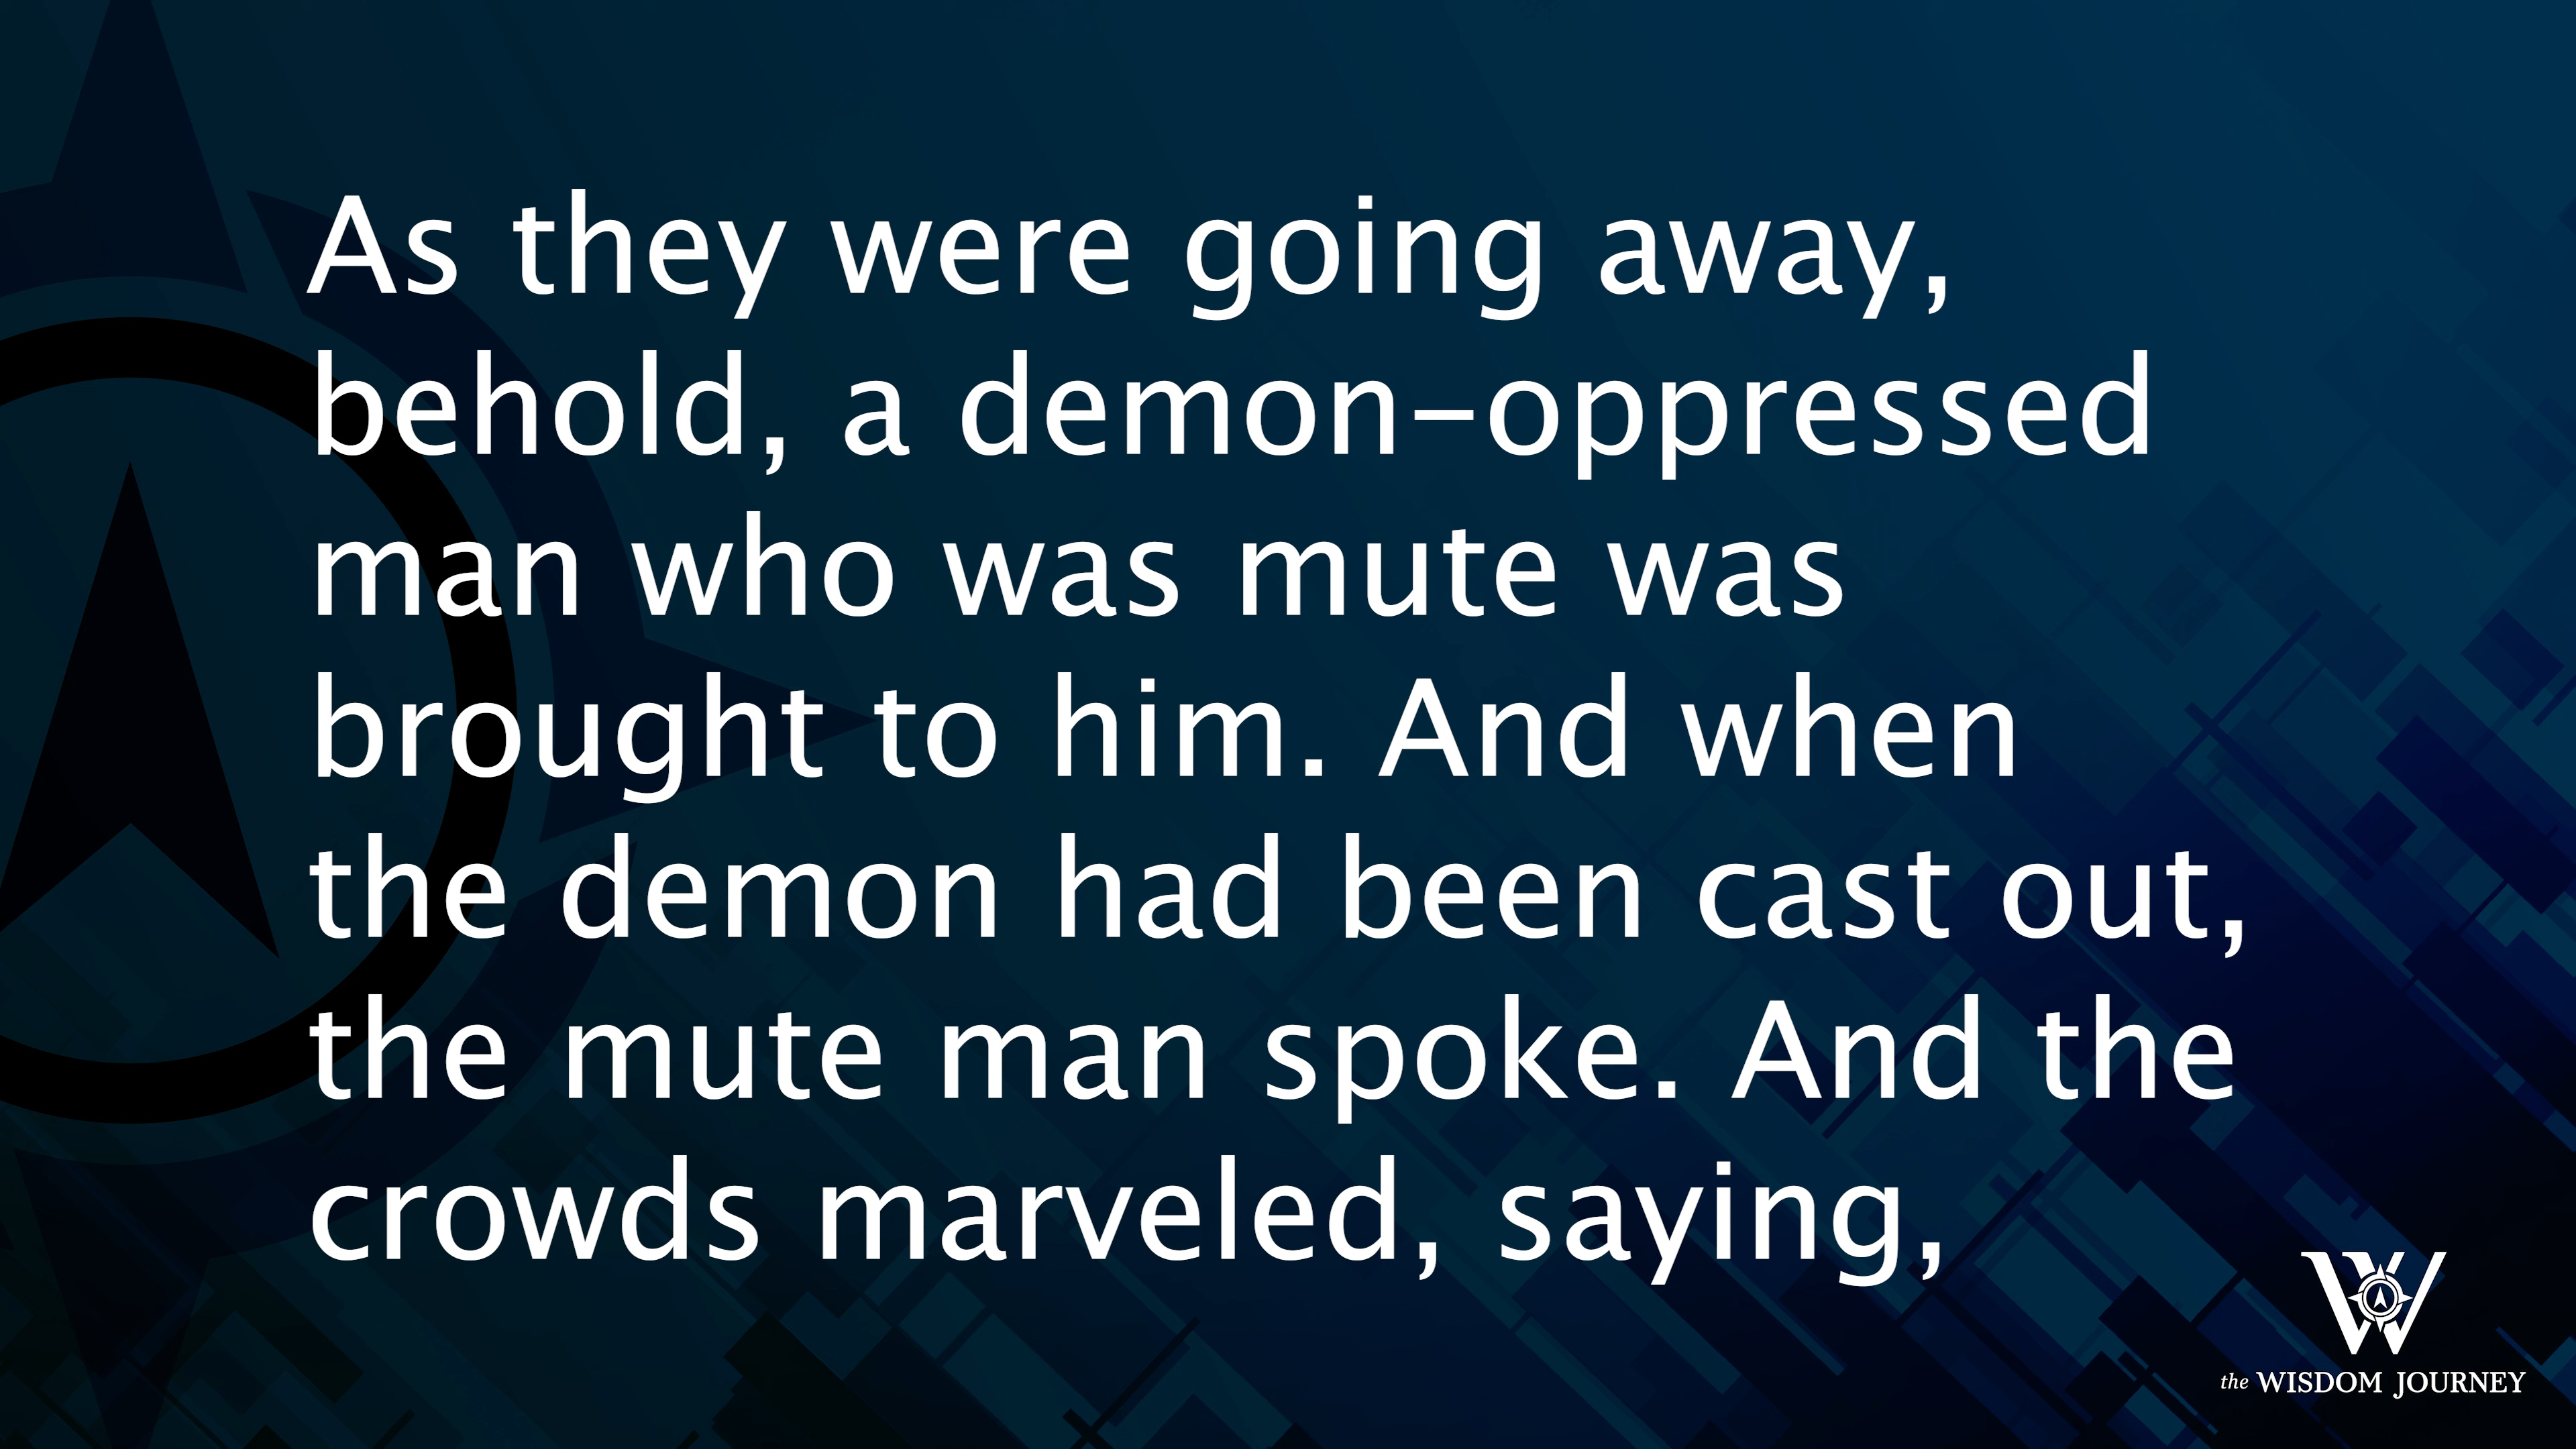 As they were going away,
behold, a demon-oppressed
man who was mute was
brought to him. And when
the demon had been cast out,
the mute man spoke. And the
crowds marveled, saying,
W
the WISDOM JOURNEY